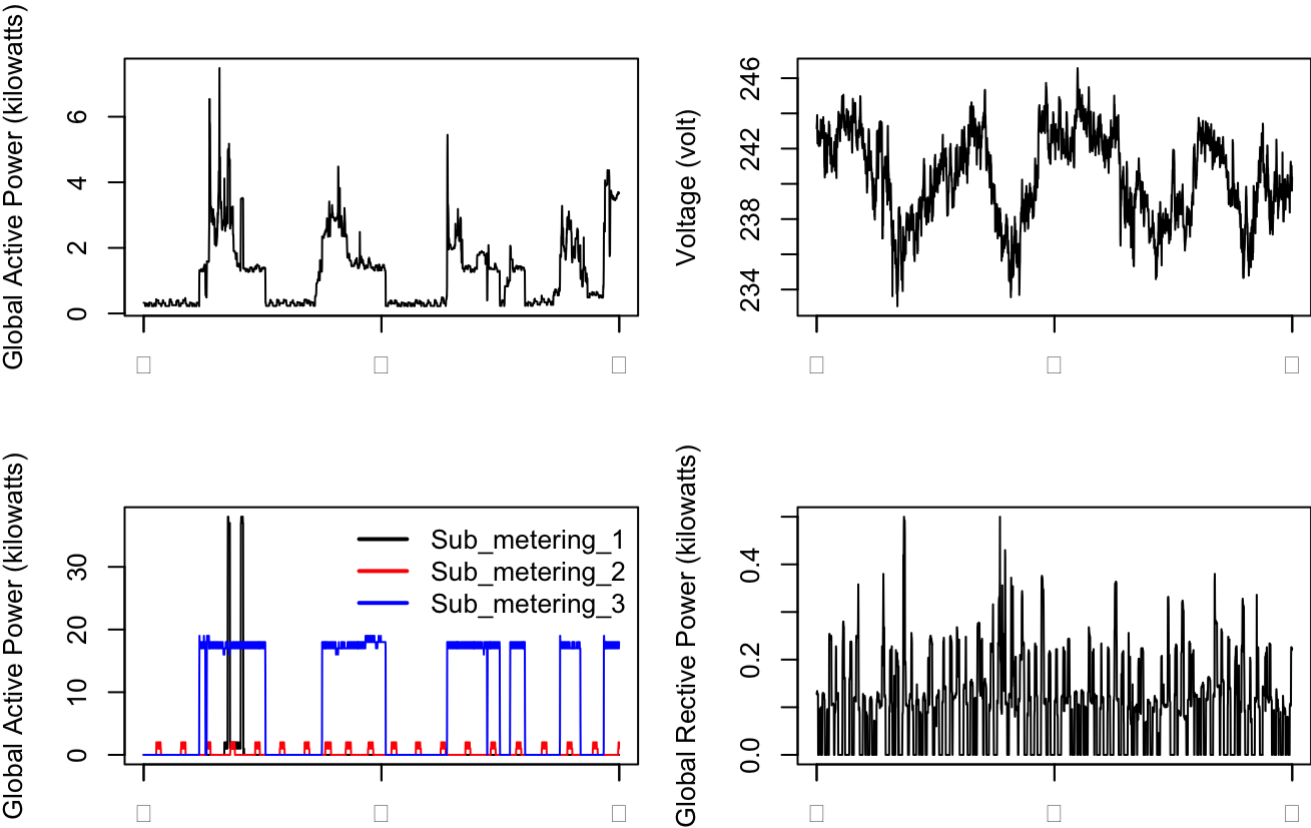 Global Active Power (kilowatts)
0 2 4 6
Voltage (volt)
234 238 242 246
Global Active Power (kilowatts)
0 10 20 30
Sub_metering_1
Sub_metering_2
Sub_metering_3
Global Rective Power (kilowatts)
0.0 0.2 0.4